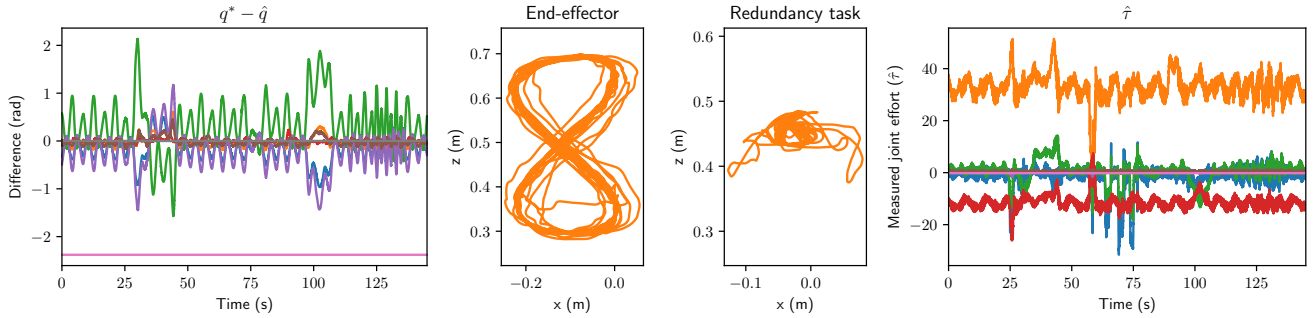 q* − q̂
Difference (rad)
2
1
0
−1
−2
0 25 50 75 100 125
Time (s)
End-effector
z (m)
0.7
0.6
0.5
0.4
0.3
−0.2 0.0
x (m)
Redundancy task
z (m)
0.6
0.5
0.4
0.3
−0.1 0.0
x (m)
τ̂
Measured joint effort (τ̂)
40
20
0
−20
0 25 50 75 100 125
Time (s)